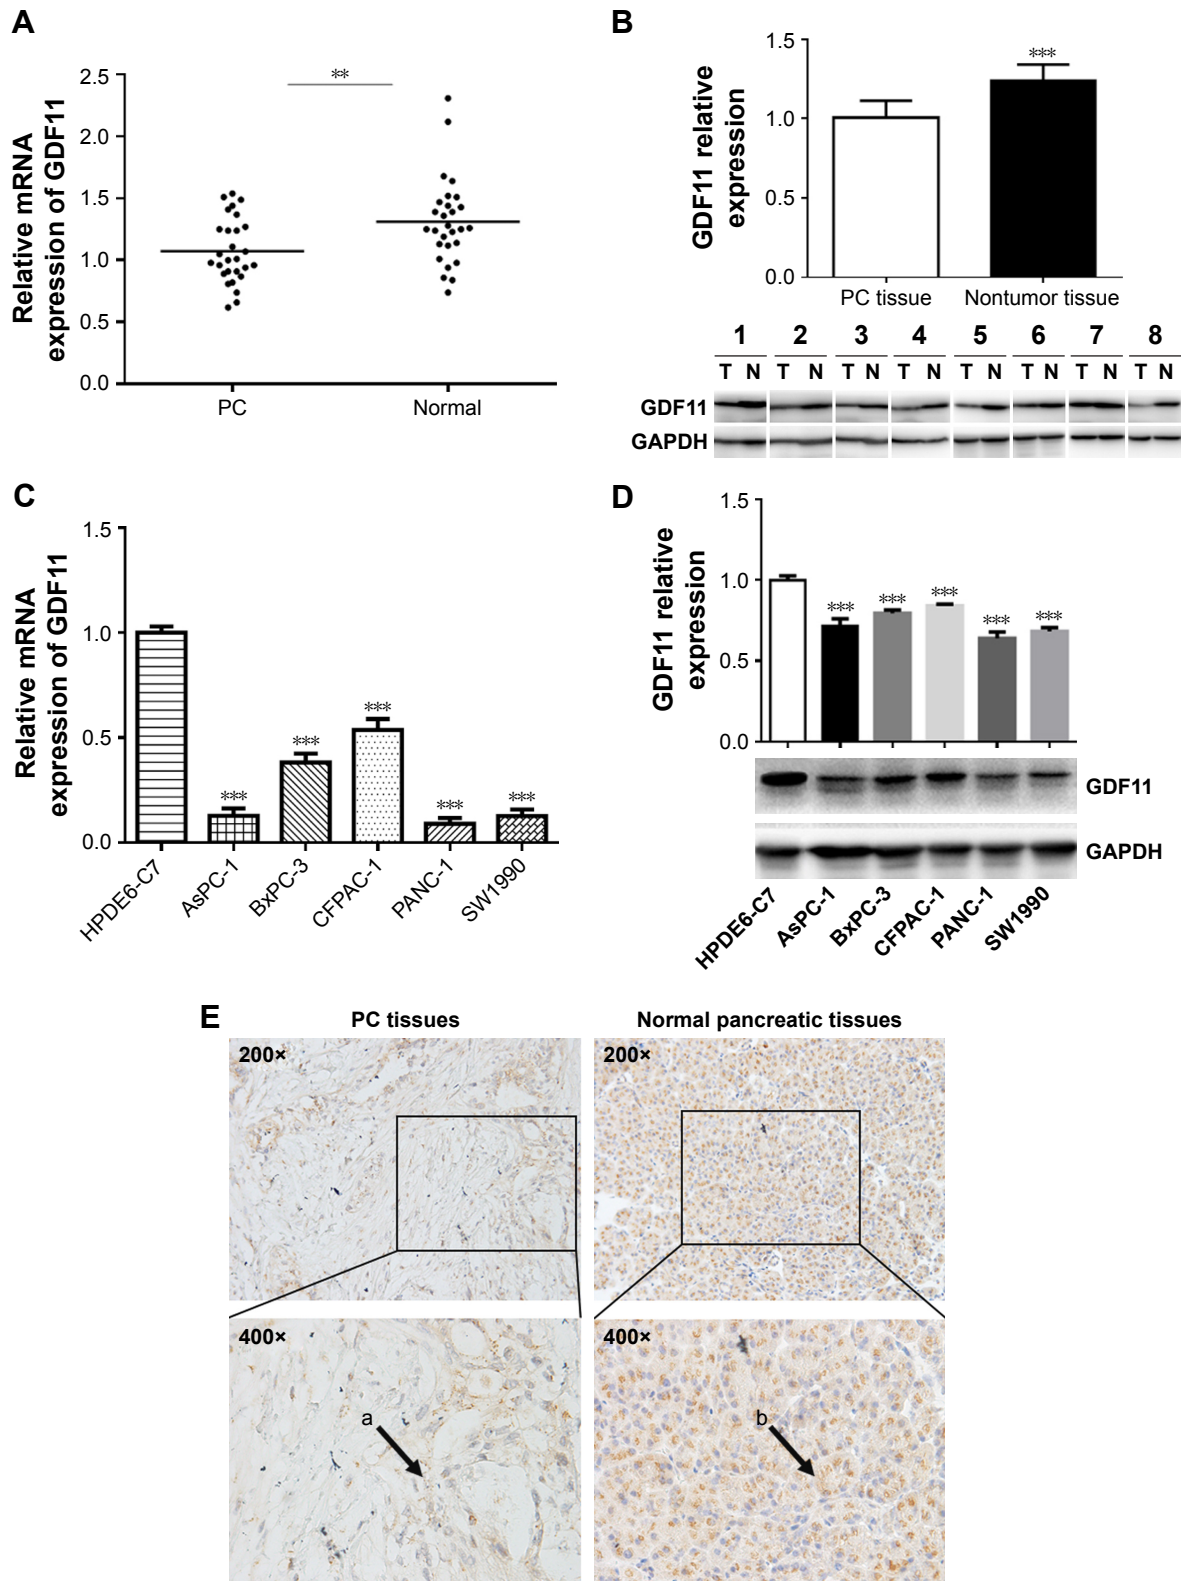 A
Relative mRNA
expression of GDF11
**
2.5
2.0
1.5
1.0
0.5
0.0
PC Normal
B
GDF11 relative
expression
***
1.5
1.0
0.5
0.0
PC tissue Nontumor tissue
1 2 3 4 5 6 7 8
T N T N T N T N T N T N T N T N
GDF11
GAPDH
C
Relative mRNA
expression of GDF11
1.5
1.0
0.5
0.0
*** *** *** *** ***
HPDE6-C7 AsPC-1 BxPC-3 CFPAC-1 PANC-1 SW1990
D
GDF11 relative
expression
1.5
1.0
0.5
0.0
*** *** *** *** ***
GDF11
GAPDH
HPDE6-C7 AsPC-1 BxPC-3 CFPAC-1 PANC-1 SW1990
E
PC tissues Normal pancreatic tissues
200× 200×
400× 400×
a b